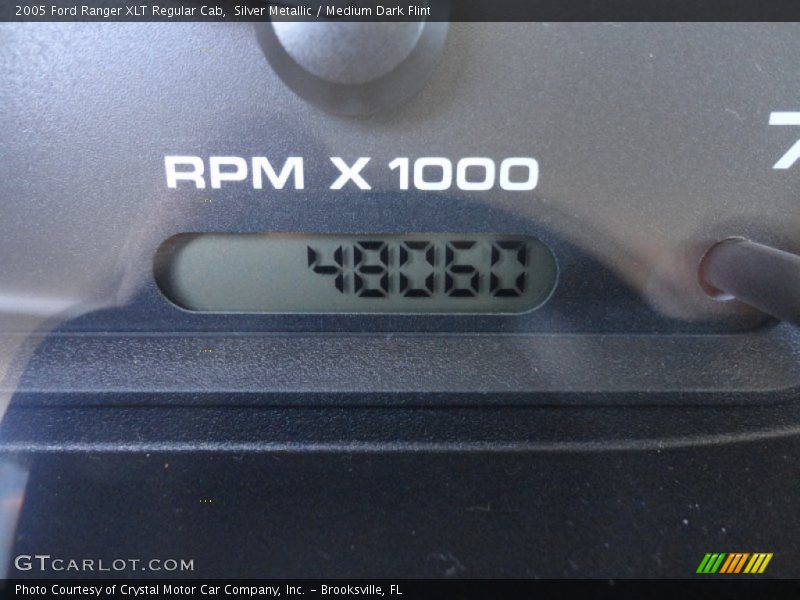 2005 Ford Ranger XLT Regular Cab,  Silver Metallic / Medium Dark Flint
7
RPM X 1000
48060
GTCARLOT.COM
Photo Courtesy of Crystal Motor Car Company, Inc. – Brooksville, FL